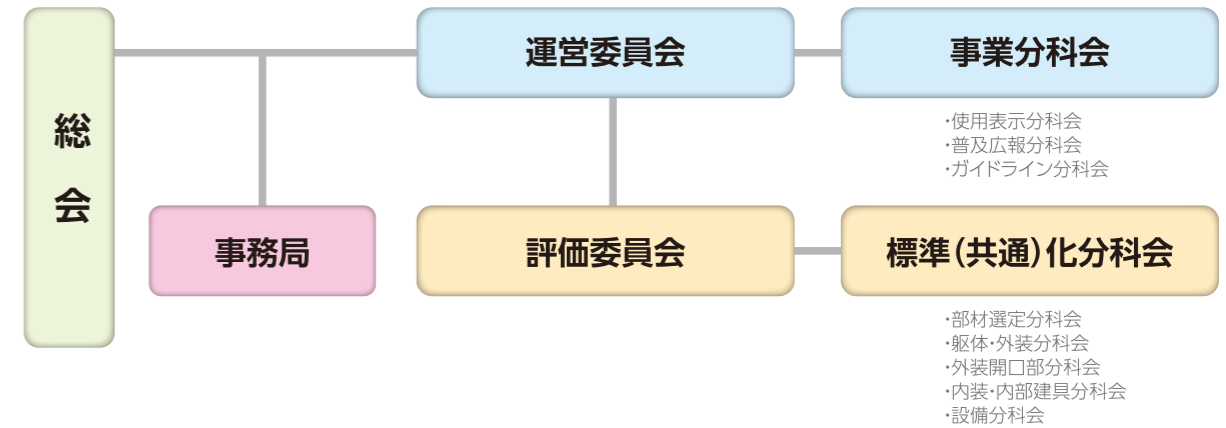 総会
運営委員会
事業分科会
・使用表示分科会
・普及広報分科会
・ガイドライン分科会
事務局
評価委員会
標準（共通）化分科会
・部材選定分科会
・躯体・外装分科会
・外装開口部分科会
・内装・内部建具分科会
・設備分科会